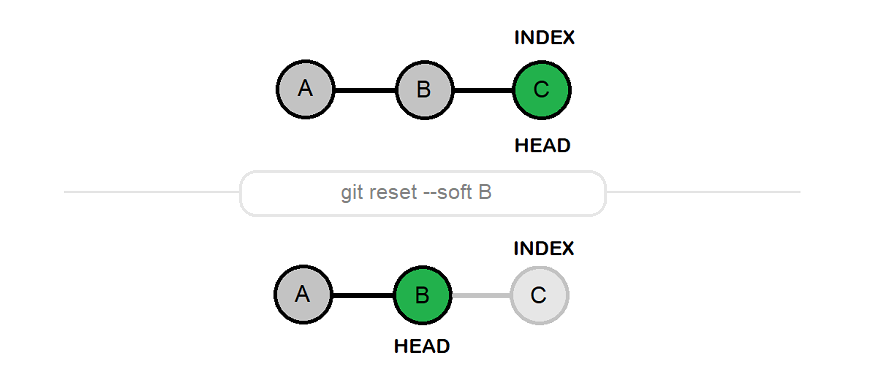 INDEX
A B C
HEAD
git reset --soft B
INDEX
A B C
HEAD